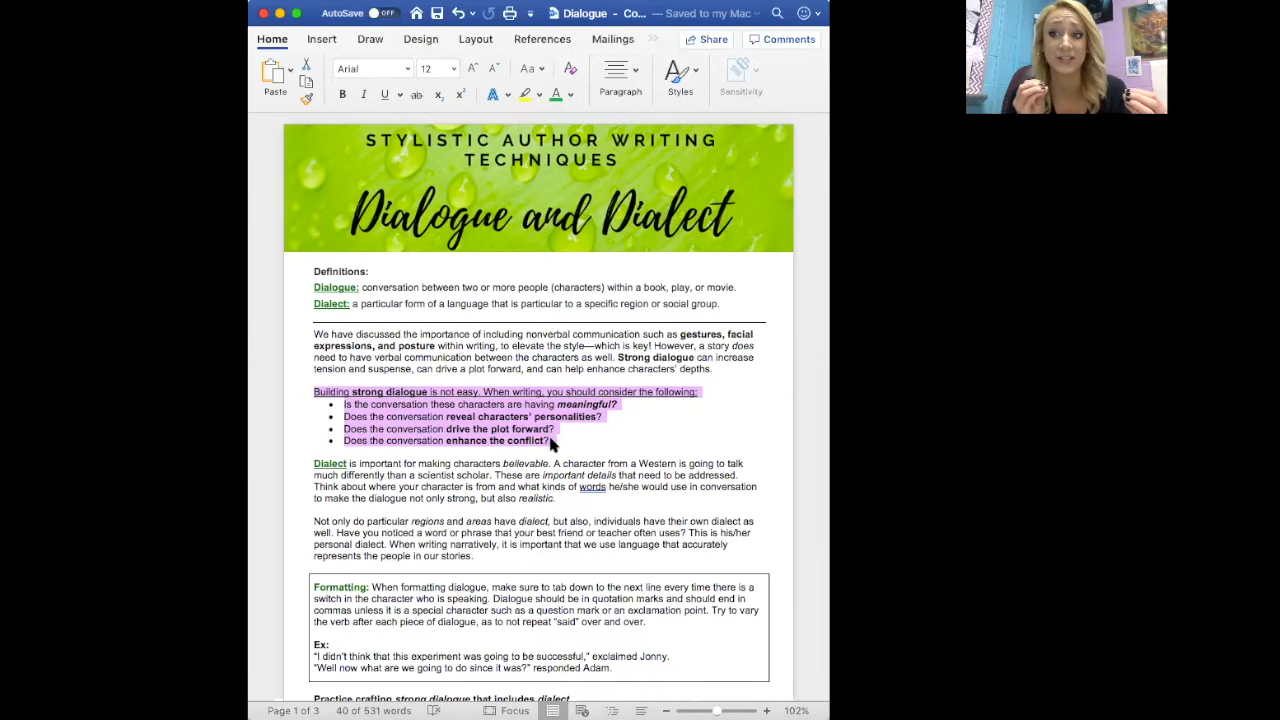 AutoSave OFF Dialogue - Co... — Saved to my Mac
Home Insert Draw Design Layout References Mailings Share Comments
Paste Arial 12 Aa Paragraph Styles Sensitivity
STYLISTIC AUTHOR WRITING
TECHNIQUES
Dialogue and Dialect
Definitions:
Dialogue: conversation between two or more people (characters) within a book, play, or movie.
Dialect: a particular form of a language that is particular to a specific region or social group.
We have discussed the importance of including nonverbal communication such as gestures, facial
expressions, and posture within writing, to elevate the style—which is key! However, a story does
need to have verbal communication between the characters as well. Strong dialogue can increase
tension and suspense, can drive a plot forward, and can help enhance characters' depths.
Building strong dialogue is not easy. When writing, you should consider the following:
• Is the conversation these characters are having meaningful?
• Does the conversation reveal characters' personalities?
• Does the conversation drive the plot forward?
• Does the conversation enhance the conflict?
Dialect is important for making characters believable. A character from a Western is going to talk
much differently than a scientist scholar. These are important details that need to be addressed.
Think about where your character is from and what kinds of words he/she would use in conversation
to make the dialogue not only strong, but also realistic.
Not only do particular regions and areas have dialect, but also, individuals have their own dialect as
well. Have you noticed a word or phrase that your best friend or teacher often uses? This is his/her
personal dialect. When writing narratively, it is important that we use language that accurately
represents the people in our stories.
Formatting: When formatting dialogue, make sure to tab down to the next line every time there is a
switch in the character who is speaking. Dialogue should be in quotation marks and should end in
commas unless it is a special character such as a question mark or an exclamation point. Try to vary
the verb after each piece of dialogue, as to not repeat "said" over and over.
Ex:
"I didn't think that this experiment was going to be successful," exclaimed Jonny.
"Well now what are we going to do since it was?" responded Adam.
Practice crafting strong dialogue that includes dialect
Page 1 of 3 40 of 531 words Focus 102%